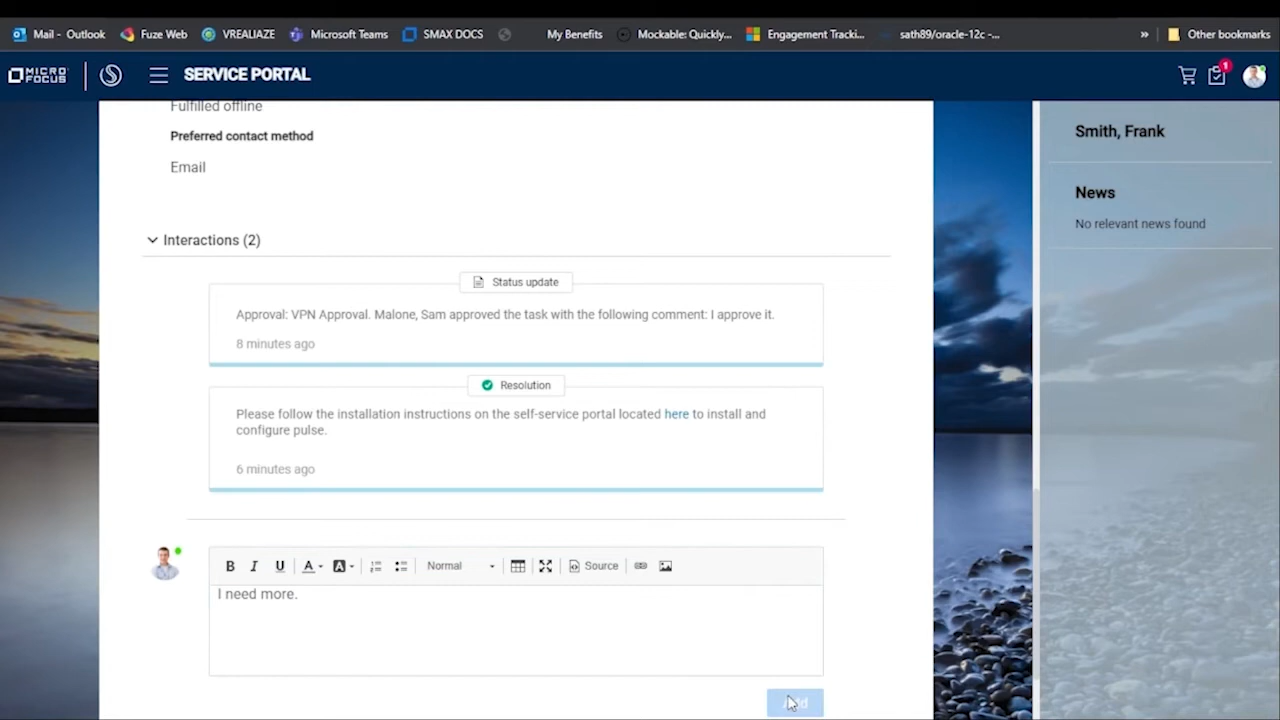 Mail - Outlook
Fuze Web
VREALIAZE
Microsoft Teams
SMAX DOCS
My Benefits
Mockable: Quickly...
Engagement Tracki...
sath89/oracle-12c -...
»
Other bookmarks
MICRO
FOCUS
SERVICE PORTAL
1
Fulfilled offline
Preferred contact method
Email
Interactions (2)
Status update
Approval: VPN Approval. Malone, Sam approved the task with the following comment: I approve it.
8 minutes ago
Resolution
Please follow the installation instructions on the self-service portal located here to install and
configure pulse.
6 minutes ago
B I U A A Normal Source
I need more.
Smith, Frank
News
No relevant news found